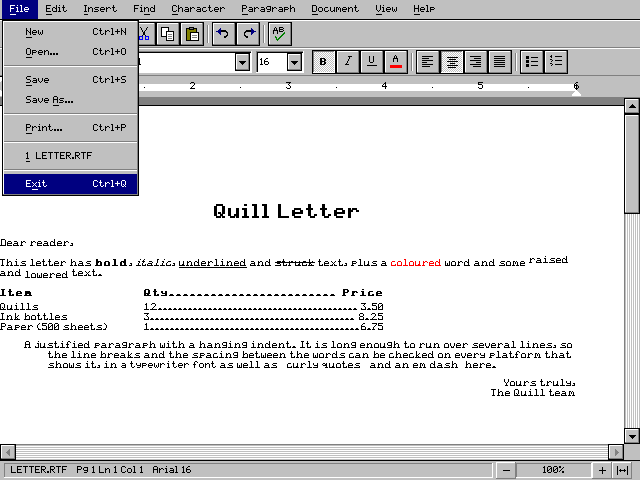 File Edit Insert Find Character Paragraph Document View Help
New Ctrl+N
Open... Ctrl+O
Save Ctrl+S
Save As...
Print... Ctrl+P
1 LETTER.RTF
Exit Ctrl+Q
ABC
16 B I U A
2 3 4 5 6
Quill Letter
Dear reader,
This letter has bold, italic, underlined and struck text, plus a coloured word and some raised
and lowered text.
Item Qty........................ Price
Quills 12........................................ 3.50
Ink bottles 3......................................... 8.25
Paper (500 sheets) 1.......................................... 6.75
A justified paragraph with a hanging indent. It is long enough to run over several lines, so
the line breaks and the spacing between the words can be checked on every platform that
shows it, in a typewriter font as well as curly quotes and an em dash here.
Yours truly,
The Quill team
LETTER.RTF Pg 1 Ln 1 Col 1 Arial 16 100%